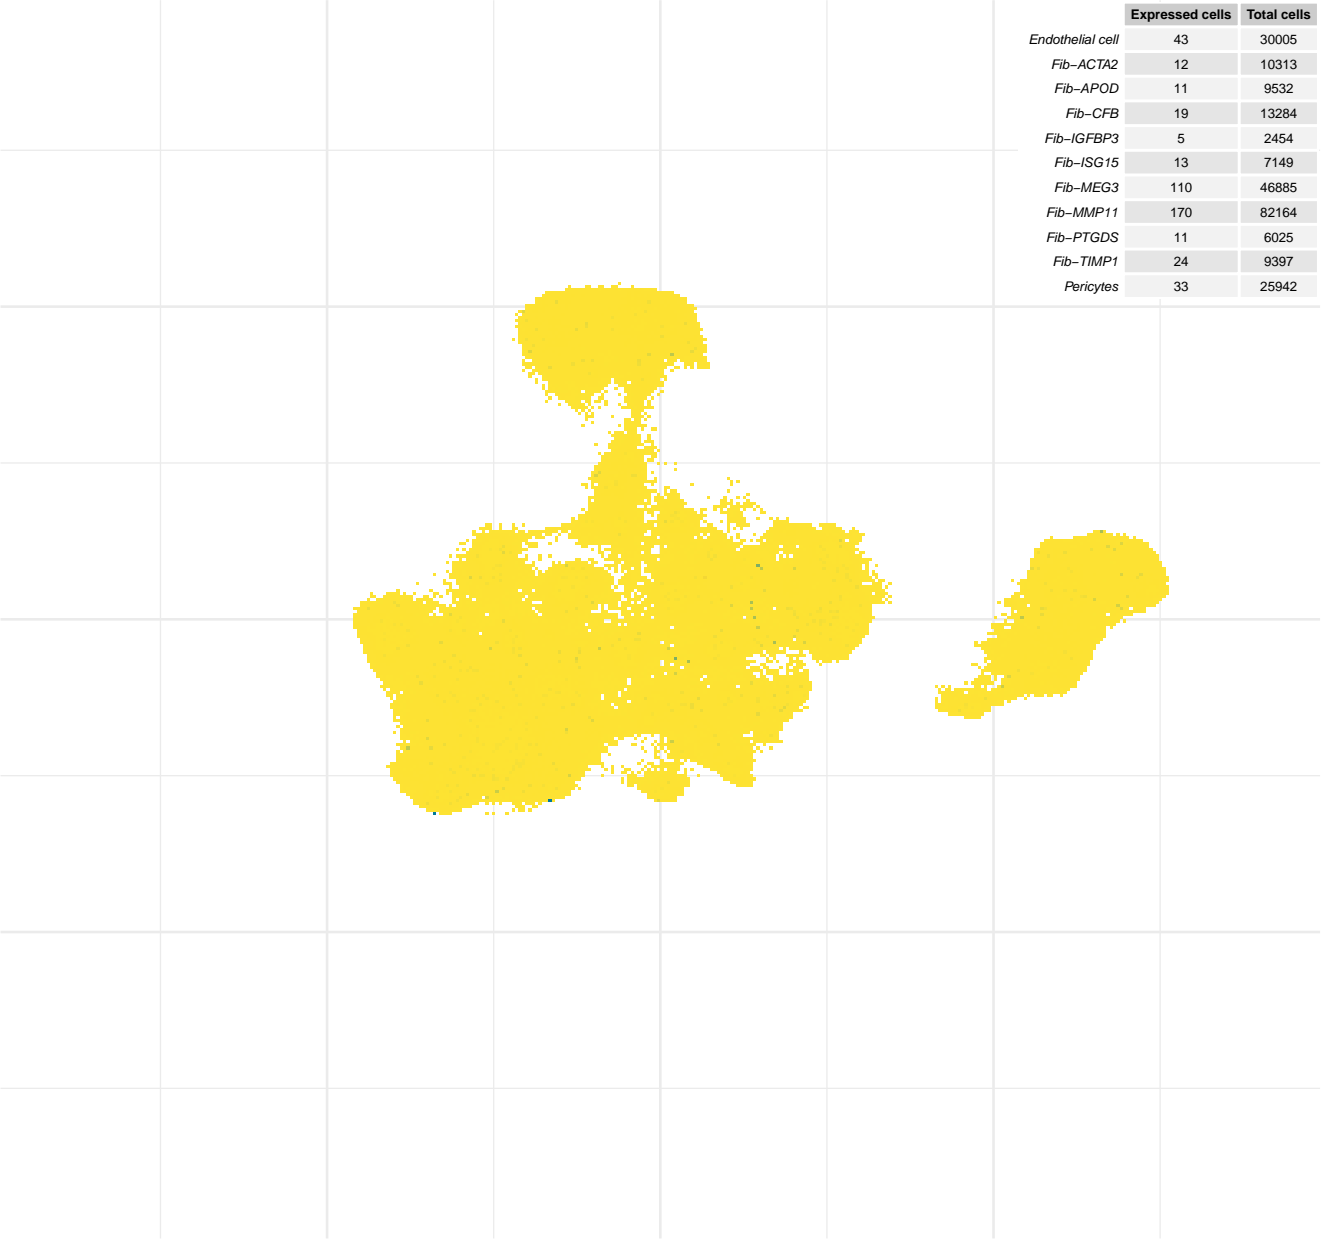 Expressed cells Total cells
Endothelial cell 43 30005
Fib−ACTA2 12 10313
Fib−APOD 11 9532
Fib−CFB 19 13284
Fib−IGFBP3 5 2454
Fib−ISG15 13 7149
Fib−MEG3 110 46885
Fib−MMP11 170 82164
Fib−PTGDS 11 6025
Fib−TIMP1 24 9397
Pericytes 33 25942